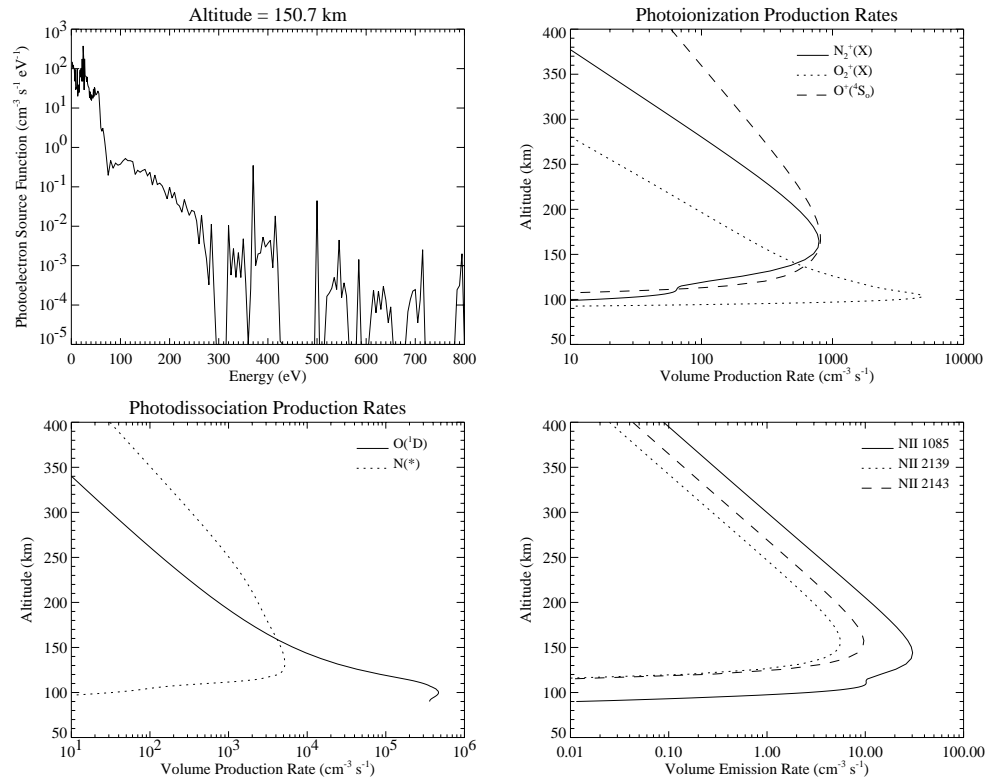 Altitude = 150.7 km
Photoelectron Source Function (cm⁻³ s⁻¹ eV⁻¹)
10³
10²
10¹
10⁰
10⁻¹
10⁻²
10⁻³
10⁻⁴
10⁻⁵
0 100 200 300 400 500 600 700 800
Energy (eV)
Photoionization Production Rates
N₂⁺(X)
O₂⁺(X)
O⁺(⁴Sₒ)
Altitude (km)
400
350
300
250
200
150
100
50
10 100 1000 10000
Volume Production Rate (cm⁻³ s⁻¹)
Photodissociation Production Rates
O(¹D)
N(*)
Altitude (km)
400
350
300
250
200
150
100
50
10¹ 10² 10³ 10⁴ 10⁵ 10⁶
Volume Production Rate (cm⁻³ s⁻¹)
NII 1085
NII 2139
NII 2143
Altitude (km)
400
350
300
250
200
150
100
50
0.01 0.10 1.00 10.00 100.00
Volume Emission Rate (cm⁻³ s⁻¹)